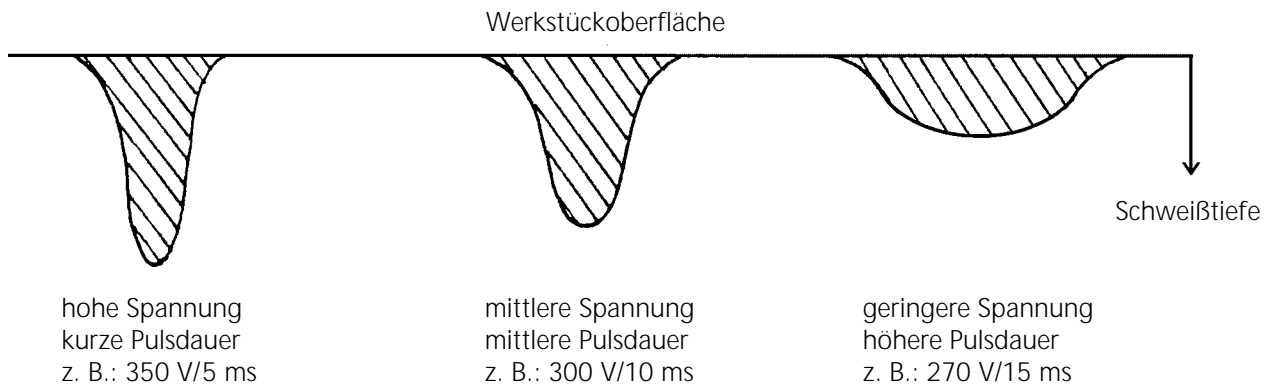 Werkstückoberfläche
Schweißtiefe
hohe Spannung
kurze Pulsdauer
z. B.: 350 V/5 ms
mittlere Spannung
mittlere Pulsdauer
z. B.: 300 V/10 ms
geringere Spannung
höhere Pulsdauer
z. B.: 270 V/15 ms